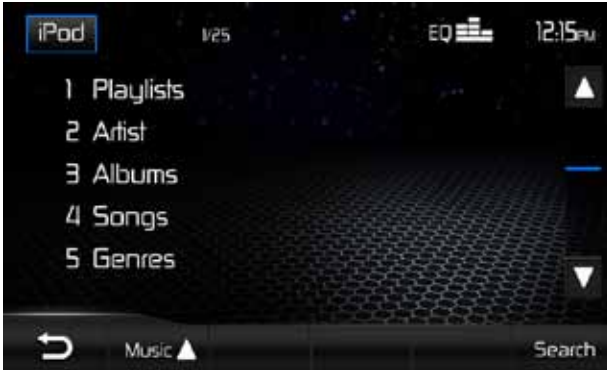 iPod 1/25 EQ 12:15PM
1 Playlists
2 Artist
3 Albums
4 Songs
5 Genres
Music Search